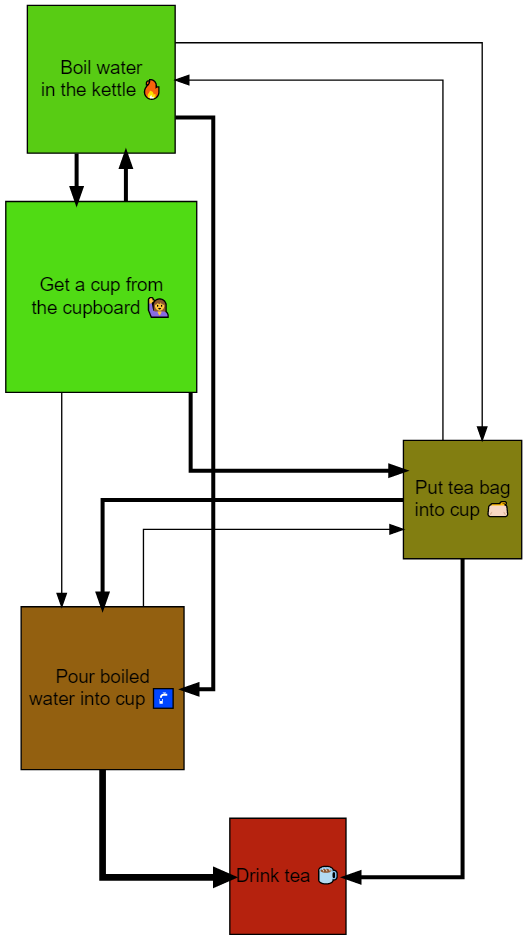 Boil water
in the kettle 🔥
Get a cup from
the cupboard 🙋
Put tea bag
into cup 🍞
Pour boiled
water into cup 🚰
Drink tea ☕